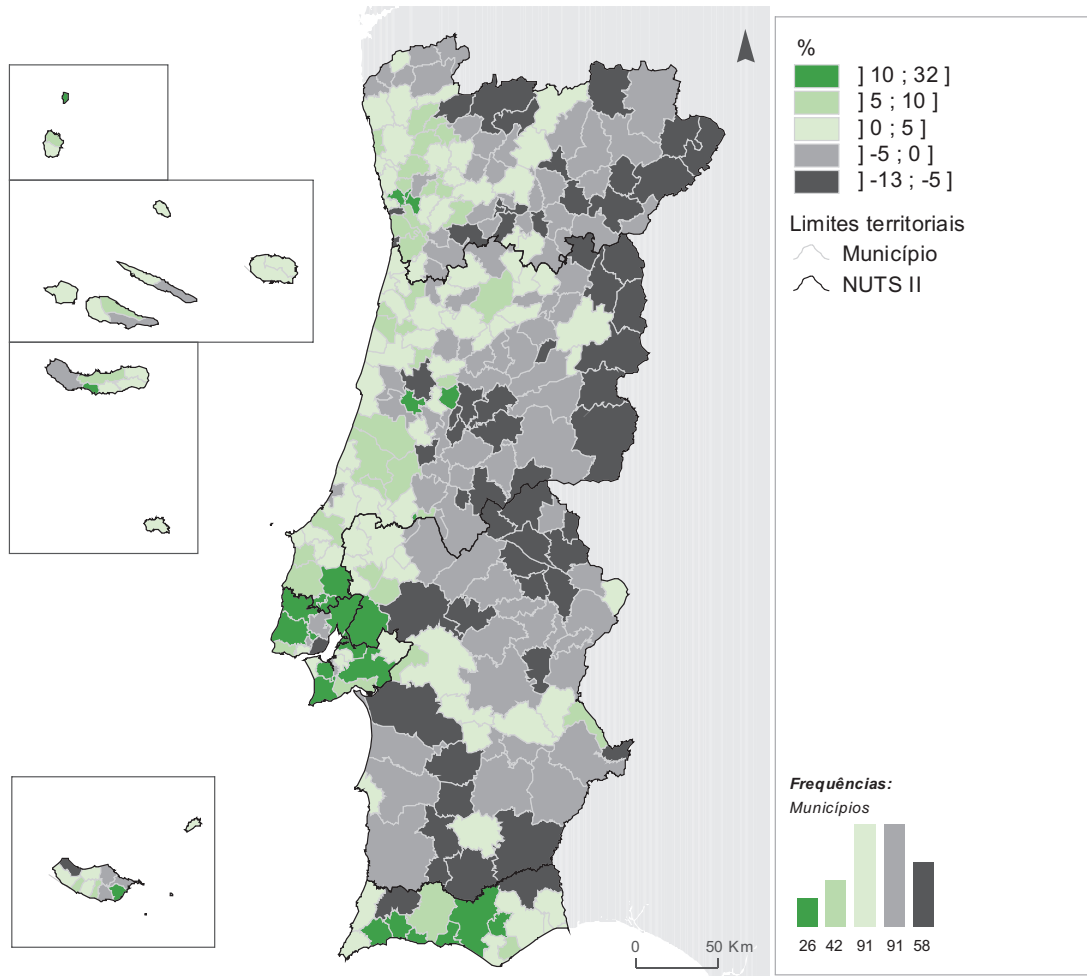 %
] 10 ; 32 ]
] 5 ; 10 ]
] 0 ; 5 ]
] -5 ; 0 ]
] -13 ; -5 ]
Limites territoriais
Município
NUTS II
Frequências:
Municípios
26 42 91 91 58
0 50 Km